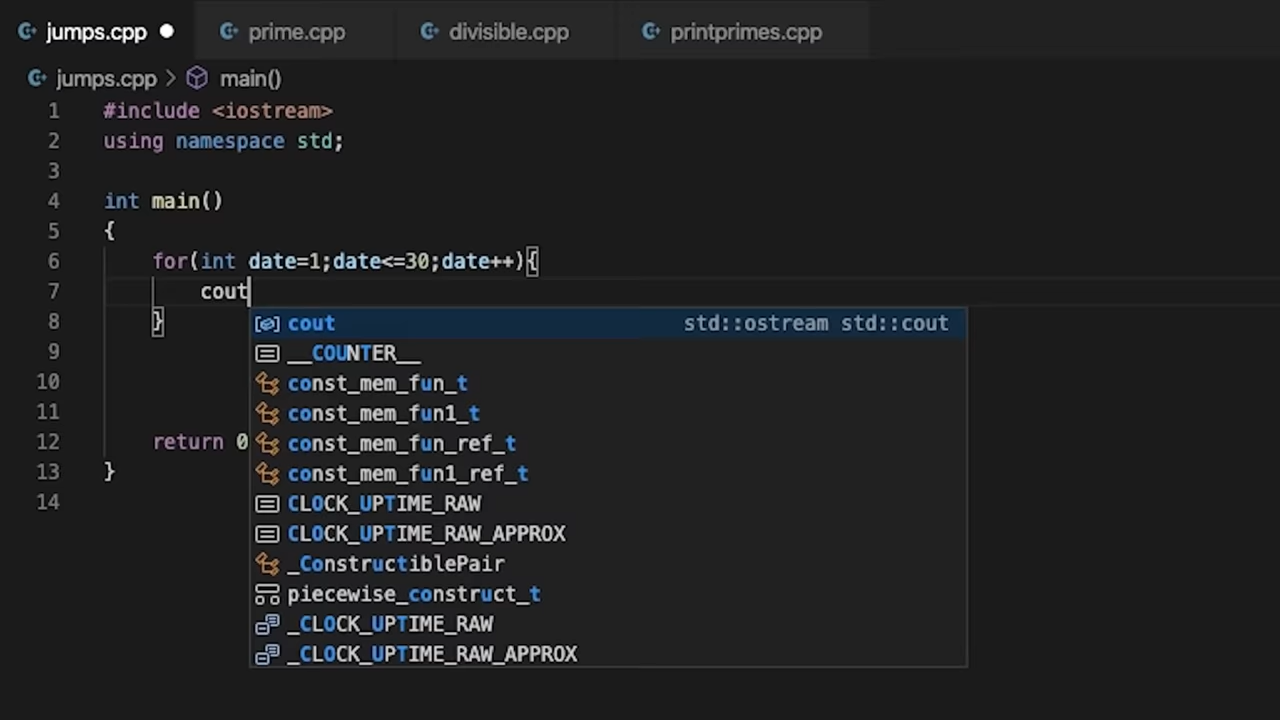 jumps.cpp prime.cpp divisible.cpp printprimes.cpp
jumps.cpp > main()
1 #include <iostream>
2 using namespace std;
3
4 int main()
5 {
6 for(int date=1;date<=30;date++){
7 cout
8 }
cout std::ostream std::cout
9 __COUNTER__
10 const_mem_fun_t
11 const_mem_fun1_t
12 return 0 const_mem_fun_ref_t
13 } const_mem_fun1_ref_t
14 CLOCK_UPTIME_RAW
CLOCK_UPTIME_RAW_APPROX
_ConstructiblePair
piecewise_construct_t
_CLOCK_UPTIME_RAW
_CLOCK_UPTIME_RAW_APPROX